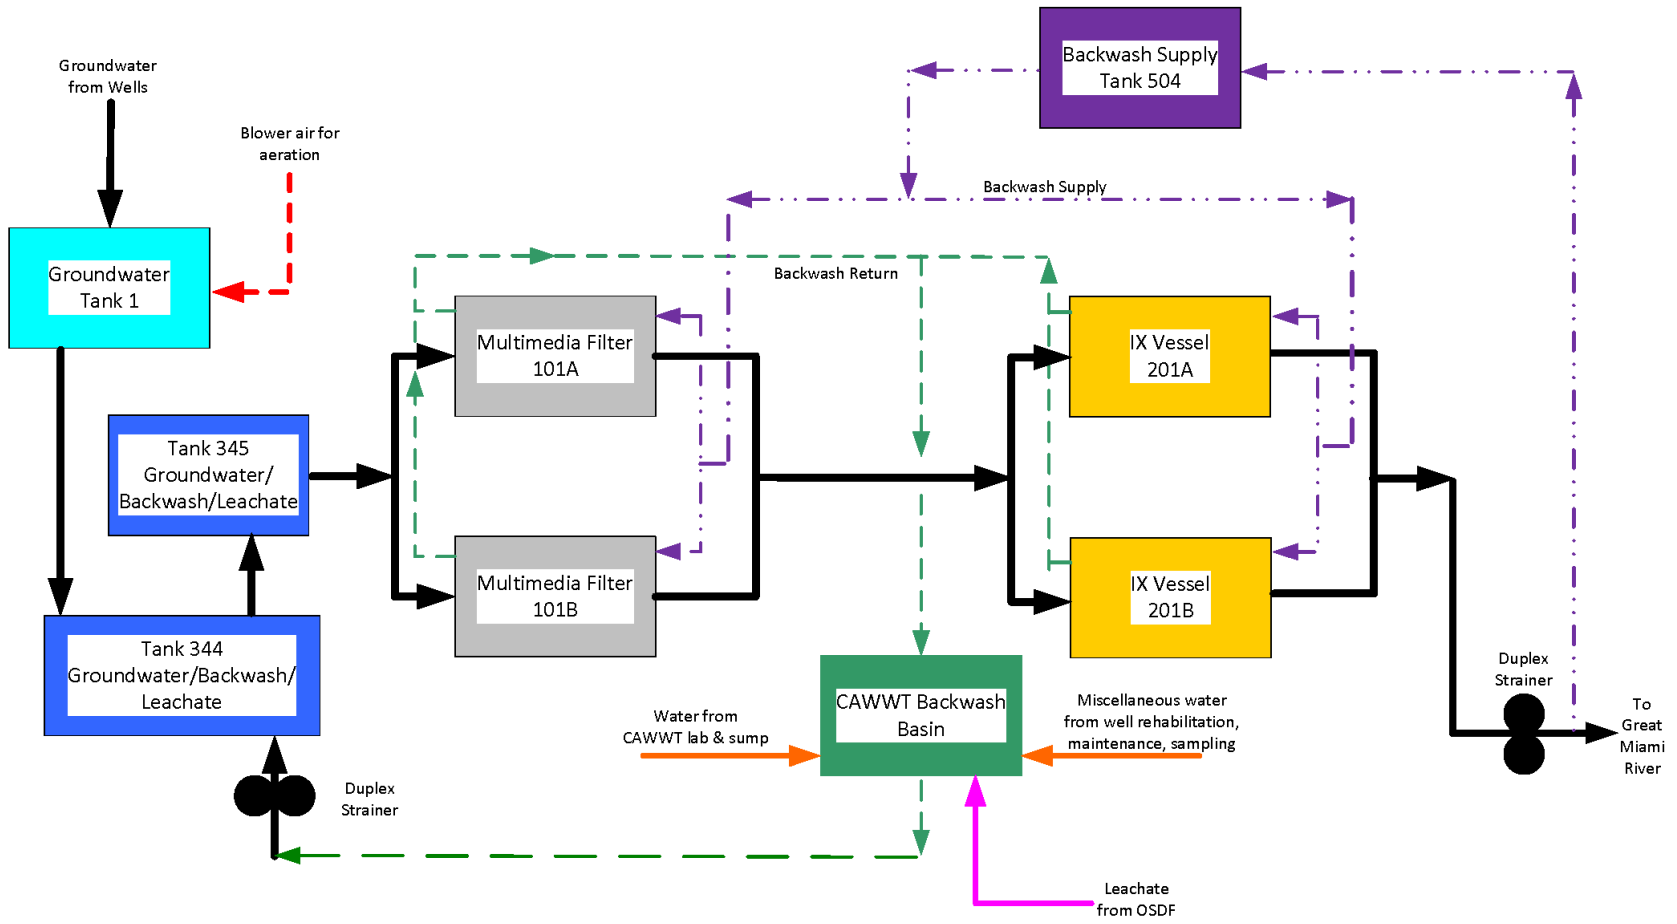 Groundwater
from Wells
Blower air for
aeration
Backwash Supply
Tank 504
Backwash Supply
Groundwater
Tank 1
Backwash Return
Multimedia Filter
101A
IX Vessel
201A
Tank 345
Groundwater/
Backwash/Leachate
Multimedia Filter
101B
IX Vessel
201B
Tank 344
Groundwater/Backwash/
Leachate
Duplex
Strainer
CAWWT Backwash
Basin
Water from
CAWWT lab & sump
Miscellaneous water
from well rehabilitation,
maintenance, sampling
To
Great
Miami
River
Duplex
Strainer
Leachate
from OSDF